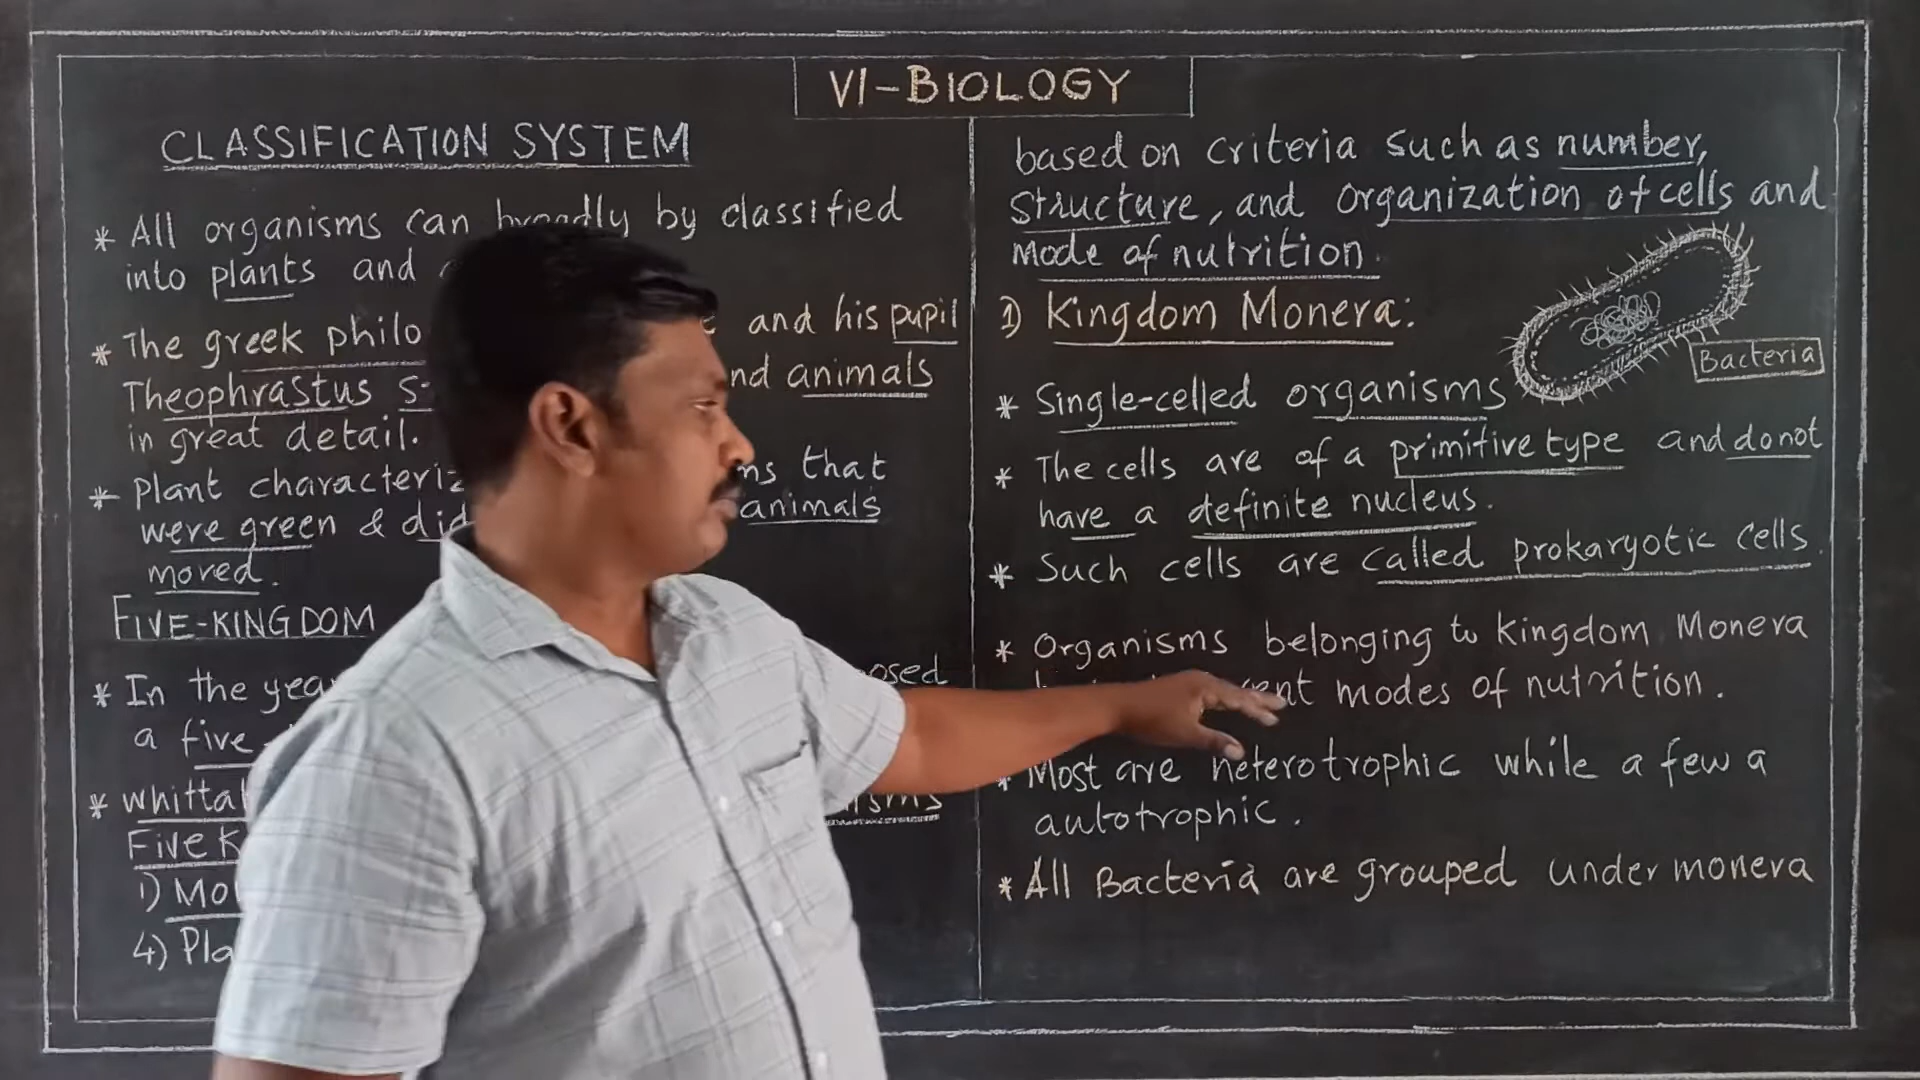 VI-BIOLOGY
CLASSIFICATION SYSTEM
* All organisms can broadly by classified
into plants and
* The greek philo and his pupil
Theophrastus and animals
in great detail.
* Plant characteriz that
were green & did animals
moved.
FIVE-KINGDOM
* In the year
a five
* Whittak
Five K
1) Mo
4) Pla
based on criteria such as number,
structure, and organization of cells and
mode of nutrition.
1) Kingdom Monera:
Bacteria
* Single-celled organisms
* The cells are of a primitive type and do not
have a definite nucleus.
* Such cells are called prokaryotic cells.
* Organisms belonging to Kingdom Monera
modes of nutrition.
* Most are heterotrophic while a few a
autotrophic.
* All Bacteria are grouped under monera